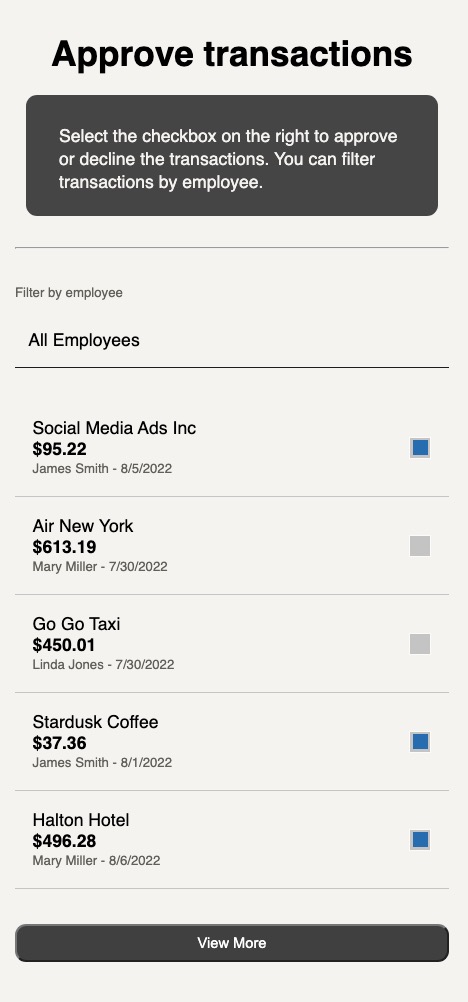 Approve transactions
Select the checkbox on the right to approve
or decline the transactions. You can filter
transactions by employee.
Filter by employee
All Employees
Social Media Ads Inc
$95.22
James Smith - 8/5/2022
Air New York
$613.19
Mary Miller - 7/30/2022
Go Go Taxi
$450.01
Linda Jones - 7/30/2022
Stardusk Coffee
$37.36
James Smith - 8/1/2022
Halton Hotel
$496.28
Mary Miller - 8/6/2022
View More